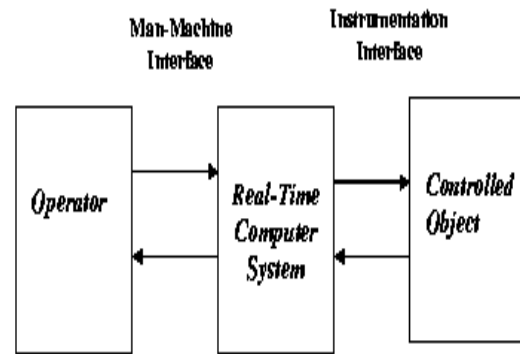 Man-Machine
Interface
Instrumentation
Interface
Operator
Real-Time
Computer
System
Controlled
Object